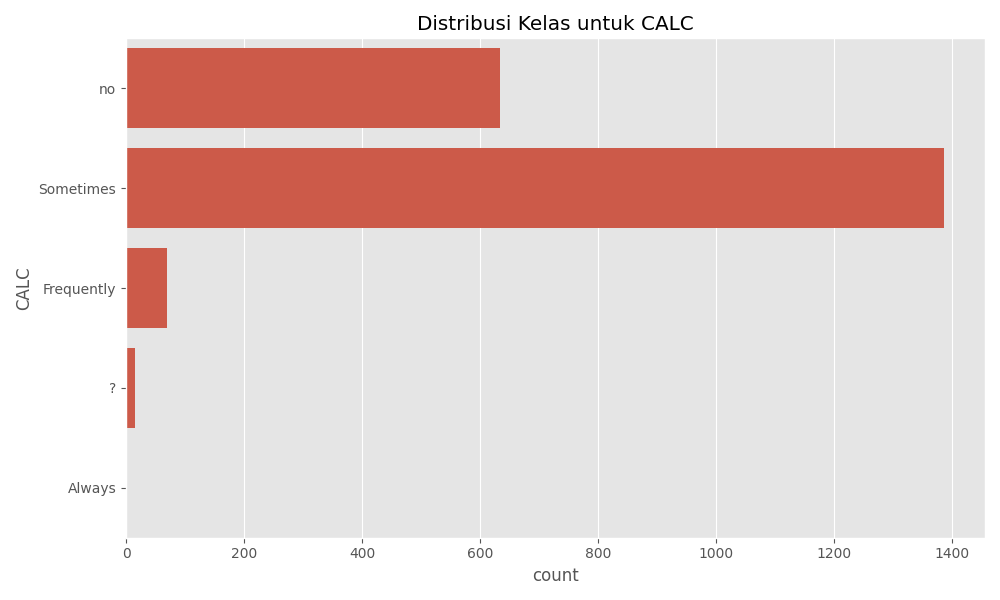 Distribusi Kelas untuk CALC
no
Sometimes
Frequently
?
Always
CALC
0 200 400 600 800 1000 1200 1400
count